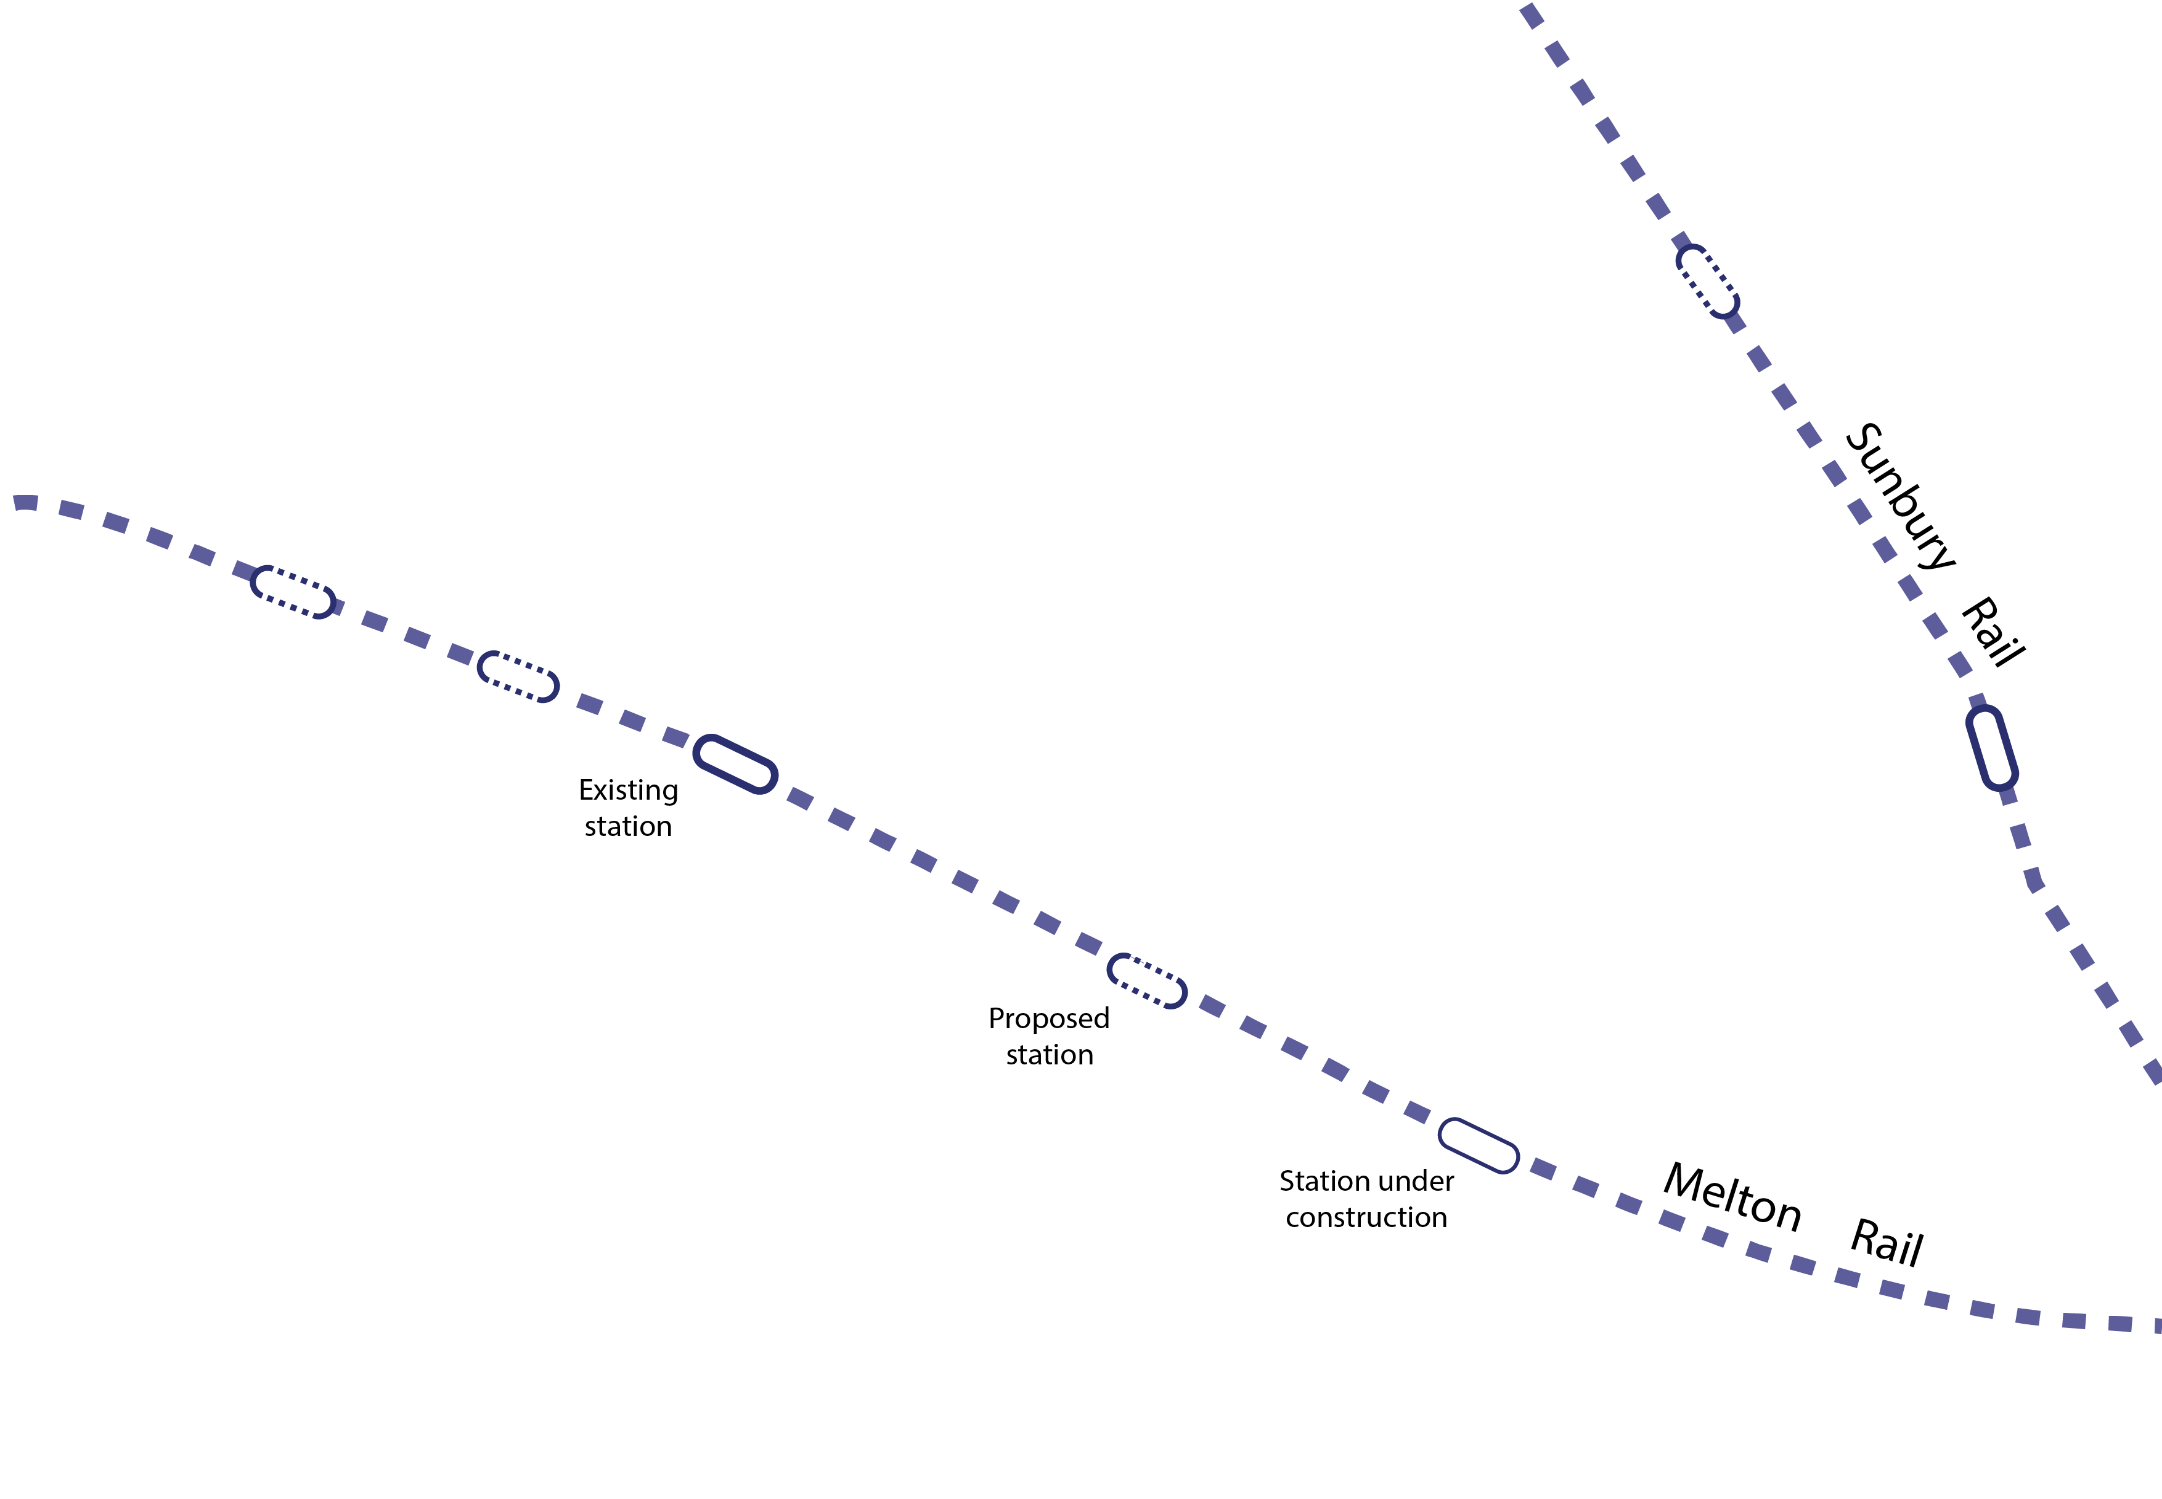 Sunbury Rail
Existing
station
Proposed
station
Station under
construction
Melton Rail